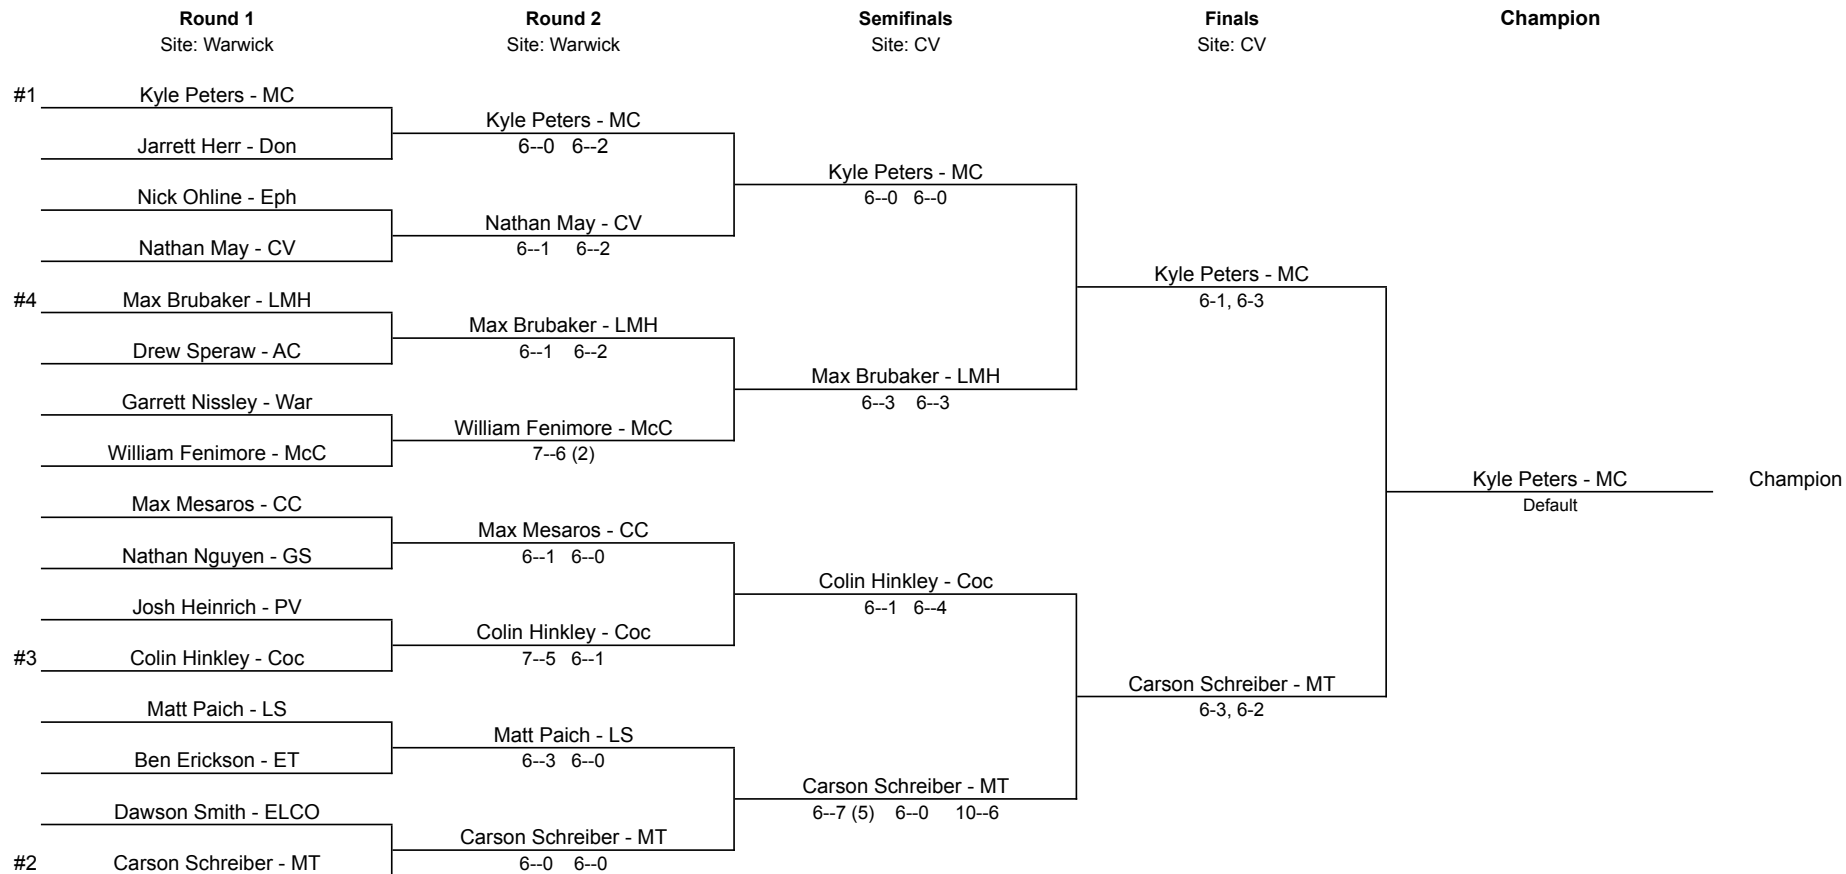 Round 1 Round 2 Semifinals Finals Champion
Site: Warwick Site: Warwick Site: CV Site: CV
#1 Kyle Peters - MC
Kyle Peters - MC
Jarrett Herr - Don
6--0 6--2
Kyle Peters - MC
Nick Ohline - Eph
6--0 6--0
Nathan May - CV
Nathan May - CV
6--1 6--2
Kyle Peters - MC
#4 Max Brubaker - LMH
6-1, 6-3
Max Brubaker - LMH
Drew Speraw - AC
6--1 6--2
Max Brubaker - LMH
Garrett Nissley - War
6--3 6--3
William Fenimore - McC
William Fenimore - McC
7--6 (2)
Kyle Peters - MC Champion
Max Mesaros - CC
Default
Max Mesaros - CC
Nathan Nguyen - GS
6--1 6--0
Colin Hinkley - Coc
Josh Heinrich - PV
6--1 6--4
Colin Hinkley - Coc
#3 Colin Hinkley - Coc
7--5 6--1
Carson Schreiber - MT
Matt Paich - LS
6-3, 6-2
Matt Paich - LS
Ben Erickson - ET
6--3 6--0
Carson Schreiber - MT
Dawson Smith - ELCO
6--7 (5) 6--0 10--6
Carson Schreiber - MT
#2 Carson Schreiber - MT
6--0 6--0